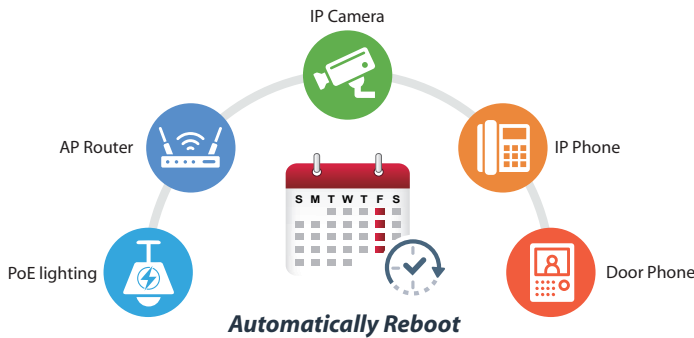 IP Camera
AP Router
IP Phone
S M T W T F S
PoE lighting
Door Phone
Automatically Reboot